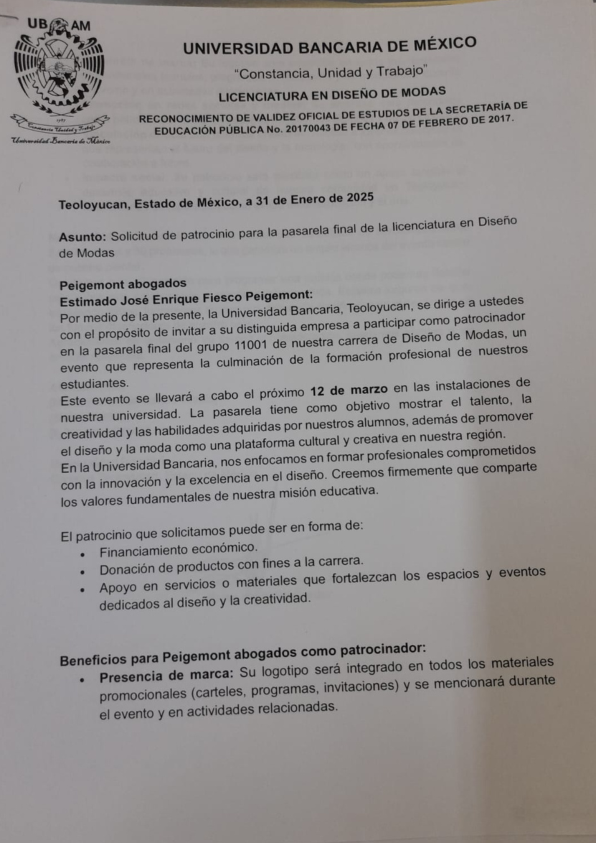 UB AM
Constancia Unidad y Trabajo
Universidad Bancaria de México
UNIVERSIDAD BANCARIA DE MÉXICO
“Constancia, Unidad y Trabajo”
LICENCIATURA EN DISEÑO DE MODAS
RECONOCIMIENTO DE VALIDEZ OFICIAL DE ESTUDIOS DE LA SECRETARÍA DE
EDUCACIÓN PÚBLICA No. 20170043 DE FECHA 07 DE FEBRERO DE 2017.
Teoloyucan, Estado de México, a 31 de Enero de 2025
Asunto: Solicitud de patrocinio para la pasarela final de la licenciatura en Diseño
de Modas
Peigemont abogados
Estimado José Enrique Fiesco Peigemont:
Por medio de la presente, la Universidad Bancaria, Teoloyucan, se dirige a ustedes
con el propósito de invitar a su distinguida empresa a participar como patrocinador
en la pasarela final del grupo 11001 de nuestra carrera de Diseño de Modas, un
evento que representa la culminación de la formación profesional de nuestros
estudiantes.
Este evento se llevará a cabo el próximo 12 de marzo en las instalaciones de
nuestra universidad. La pasarela tiene como objetivo mostrar el talento, la
creatividad y las habilidades adquiridas por nuestros alumnos, además de promover
el diseño y la moda como una plataforma cultural y creativa en nuestra región.
En la Universidad Bancaria, nos enfocamos en formar profesionales comprometidos
con la innovación y la excelencia en el diseño. Creemos firmemente que comparte
los valores fundamentales de nuestra misión educativa.
El patrocinio que solicitamos puede ser en forma de:
• Financiamiento económico.
• Donación de productos con fines a la carrera.
• Apoyo en servicios o materiales que fortalezcan los espacios y eventos
dedicados al diseño y la creatividad.
Beneficios para Peigemont abogados como patrocinador:
• Presencia de marca: Su logotipo será integrado en todos los materiales
promocionales (carteles, programas, invitaciones) y se mencionará durante
el evento y en actividades relacionadas.